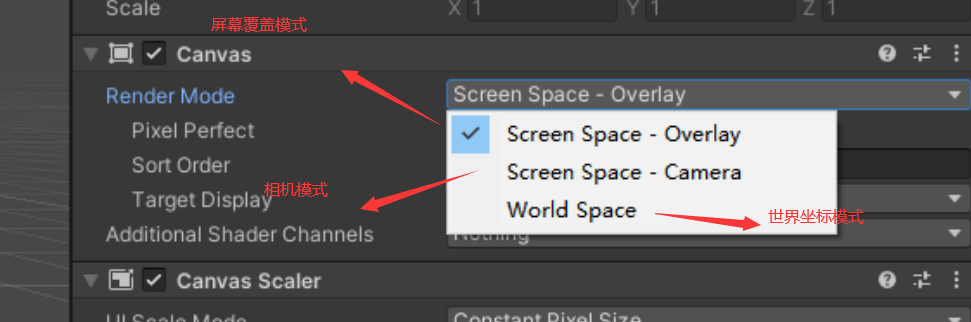 Scale X 1 Y 1 Z 1
屏幕覆盖模式
Canvas
Render Mode Screen Space - Overlay
Pixel Perfect Screen Space - Overlay
Sort Order Screen Space - Camera
相机模式
Target Display World Space 世界坐标模式
Additional Shader Channels Nothing
Canvas Scaler
UI Scale Mode Constant Pixel Size